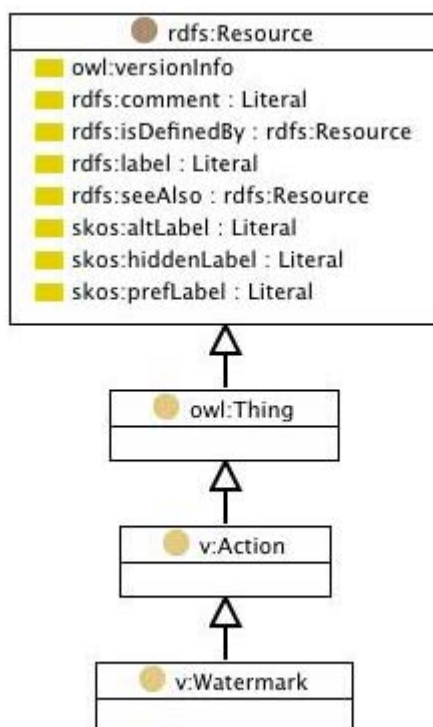 rdfs:Resource
owl:versionInfo
rdfs:comment : Literal
rdfs:isDefinedBy : rdfs:Resource
rdfs:label : Literal
rdfs:seeAlso : rdfs:Resource
skos:altLabel : Literal
skos:hiddenLabel : Literal
skos:prefLabel : Literal
owl:Thing
v:Action
v:Watermark